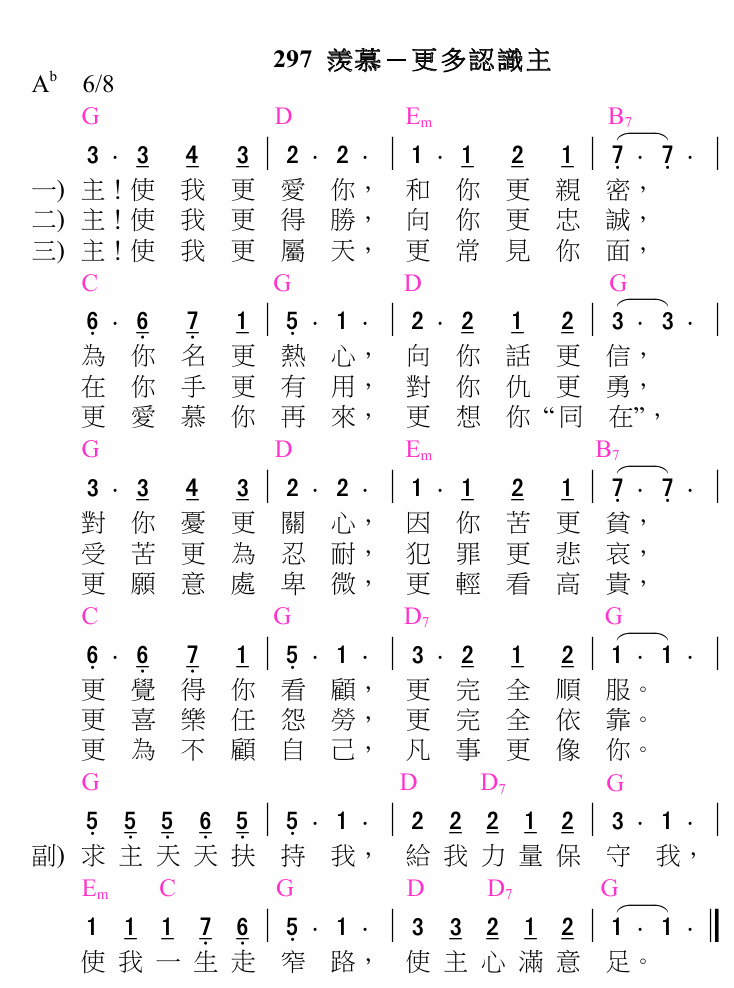 297 羨慕－更多認識主
Ab 6/8
G D Em B7
3 · 3 4 3 | 2 · 2 · | 1 · 1 2 1 | 7 · 7 · |
一) 主！使 我 更 愛 你， 和 你 更 親 密，
二) 主！使 我 更 得 勝， 向 你 更 忠 誠，
三) 主！使 我 更 屬 天， 更 常 見 你 面，
C G D G
6 · 6 7 1 | 5 · 1 · | 2 · 2 1 2 | 3 · 3 · |
為 你 名 更 熱 心， 向 你 話 更 信，
在 你 手 更 有 用， 對 你 仇 更 勇，
更 愛 慕 你 再 來， 更 想 你 “同 在”，
G D Em B7
3 · 3 4 3 | 2 · 2 · | 1 · 1 2 1 | 7 · 7 · |
對 你 憂 更 關 心， 因 你 苦 更 貧，
受 苦 更 為 忍 耐， 犯 罪 更 悲 哀，
更 願 意 處 卑 微， 更 輕 看 高 貴，
C G D7 G
6 · 6 7 1 | 5 · 1 · | 3 · 2 1 2 | 1 · 1 · |
更 覺 得 你 看 顧， 更 完 全 順 服。
更 喜 樂 任 怨 勞， 更 完 全 依 靠。
更 為 不 顧 自 己， 凡 事 更 像 你。
G D D7 G
5 5 5 6 5 | 5 · 1 · | 2 2 2 1 2 | 3 · 1 · |
副) 求 主 天 天 扶 持 我， 給 我 力 量 保 守 我，
Em C G D D7 G
1 1 1 7 6 | 5 · 1 · | 3 3 2 1 2 | 1 · 1 · ||
使 我 一 生 走 窄 路， 使 主 心 滿 意 足。